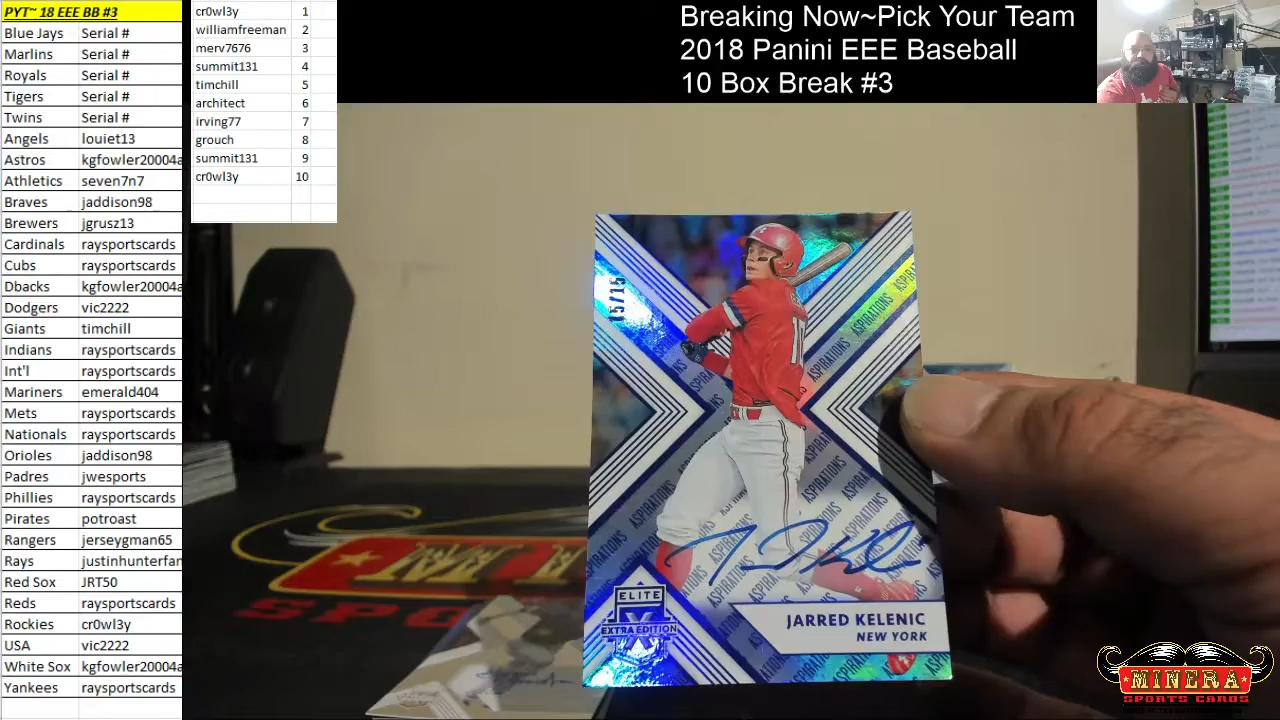 PYT~ 18 EEE BB #3
Blue Jays Serial #
Marlins Serial #
Royals Serial #
Tigers Serial #
Twins Serial #
Angels louiet13
Astros kgfowler20004a
Athletics seven7n7
Braves jaddison98
Brewers jgrusz13
Cardinals raysportscards
Cubs raysportscards
Dbacks kgfowler20004a
Dodgers vic2222
Giants timchill
Indians raysportscards
Int'l raysportscards
Mariners emerald404
Mets raysportscards
Nationals raysportscards
Orioles jaddison98
Padres jwesports
Phillies raysportscards
Pirates potroast
Rangers jerseygman65
Rays justinhunterfan
Red Sox JRT50
Reds raysportscards
Rockies cr0wl3y
USA vic2222
White Sox kgfowler20004a
Yankees raysportscards
cr0wl3y 1
williamfreeman 2
merv7676 3
summit131 4
timchill 5
architect 6
irving77 7
grouch 8
summit131 9
cr0wl3y 10
Breaking Now~Pick Your Team
2018 Panini EEE Baseball
10 Box Break #3
15/15
ASPIRATIONS
ELITE
EXTRA EDITION
JARRED KELENIC
NEW YORK
MINERA
SPORTS CARDS